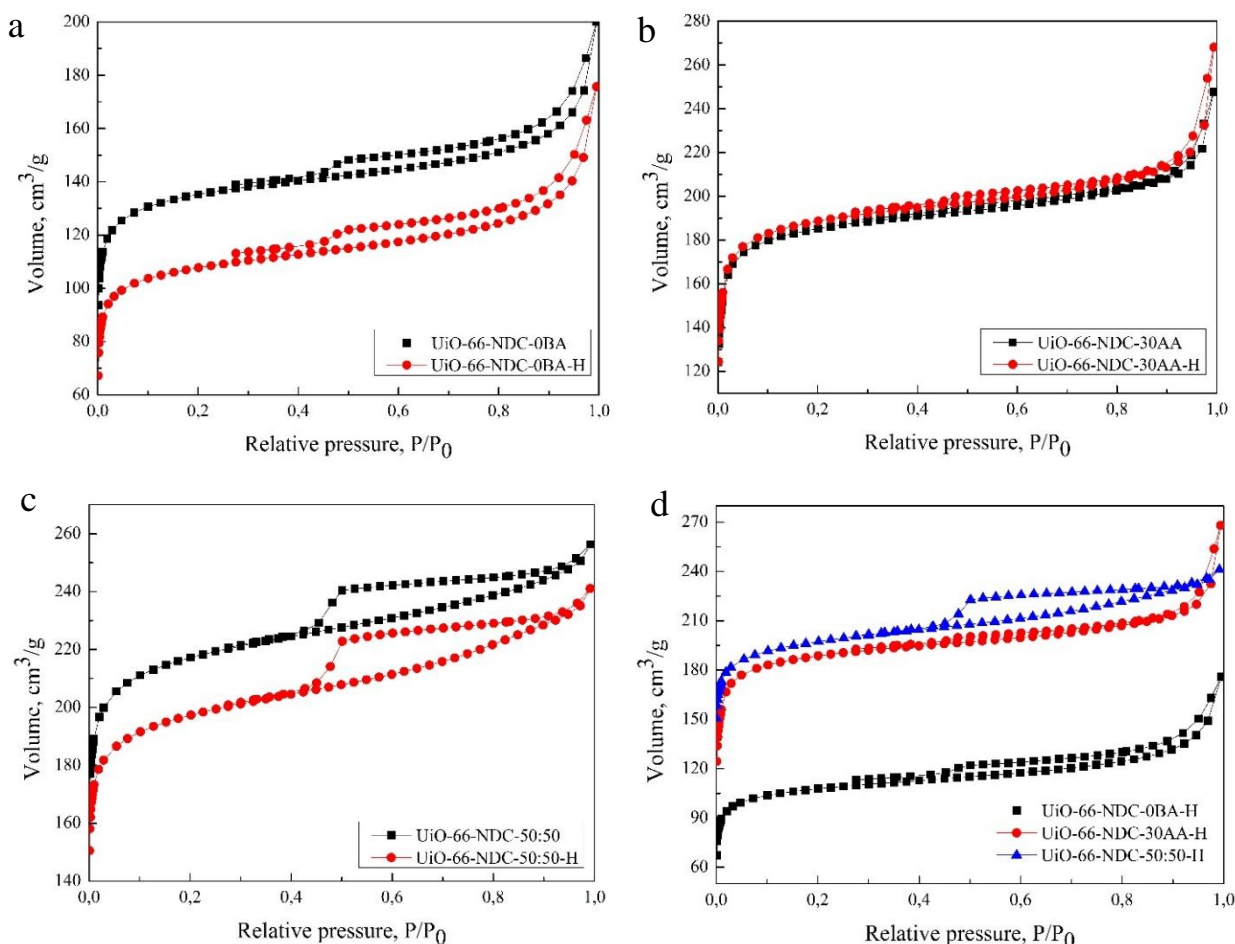 a
200
180
160
140
120
100
80
60
Volume, cm³/g
UiO-66-NDC-0BA
UiO-66-NDC-0BA-H
0,0 0,2 0,4 0,6 0,8 1,0
Relative pressure, P/P₀
b
280
260
240
220
200
180
160
140
120
Volume, cm³/g
UiO-66-NDC-30AA
UiO-66-NDC-30AA-H
0,0 0,2 0,4 0,6 0,8 1,0
Relative pressure, P/P₀
c
260
240
220
200
180
160
140
Volume, cm³/g
UiO-66-NDC-50:50
UiO-66-NDC-50:50-H
0,0 0,2 0,4 0,6 0,8 1,0
Relative pressure, P/P₀
d
270
240
210
180
150
120
90
60
Volume, cm³/g
UiO-66-NDC-0BA-H
UiO-66-NDC-30AA-H
UiO-66-NDC-50:50-H
0,0 0,2 0,4 0,6 0,8 1,0
Relative pressure, P/P₀